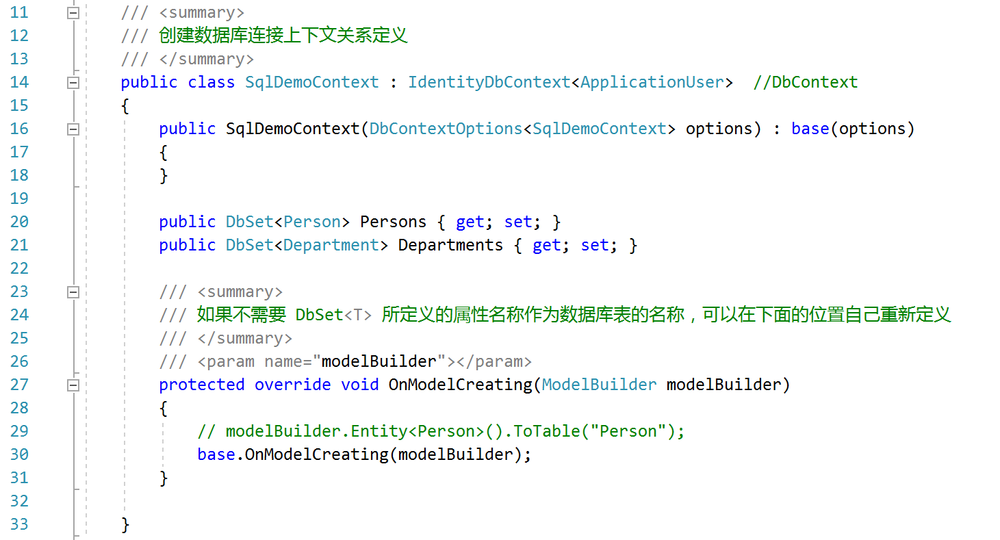 11 /// <summary>
12 /// 创建数据库连接上下文关系定义
13 /// </summary>
14 public class SqlDemoContext : IdentityDbContext<ApplicationUser>  //DbContext
15 {
16 public SqlDemoContext(DbContextOptions<SqlDemoContext> options) : base(options)
17 {
18 }
19
20 public DbSet<Person> Persons { get; set; }
21 public DbSet<Department> Departments { get; set; }
22
23 /// <summary>
24 /// 如果不需要 DbSet<T> 所定义的属性名称作为数据库表的名称，可以在下面的位置自己重新定义
25 /// </summary>
26 /// <param name="modelBuilder"></param>
27 protected override void OnModelCreating(ModelBuilder modelBuilder)
28 {
29 // modelBuilder.Entity<Person>().ToTable("Person");
30 base.OnModelCreating(modelBuilder);
31 }
32
33 }